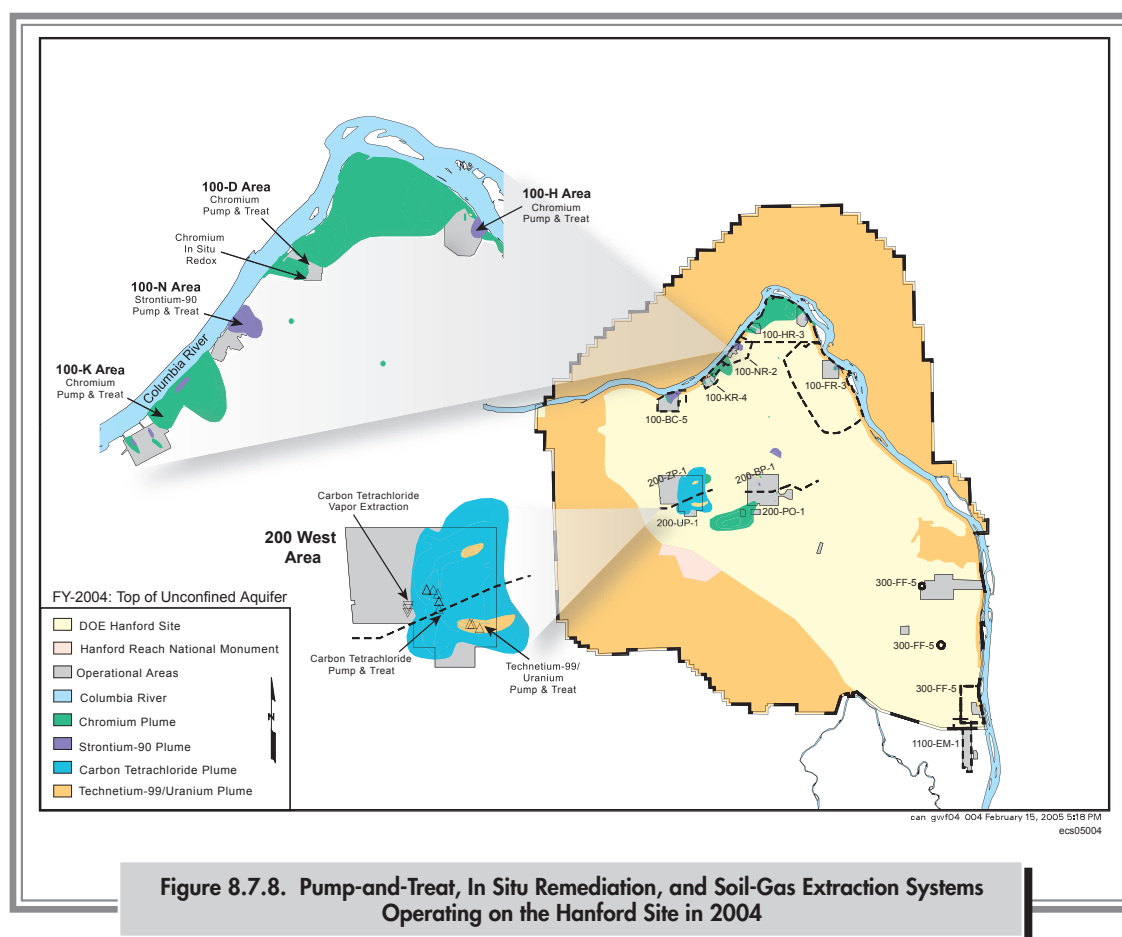 100-D Area
Chromium
Pump & Treat
Chromium
In Situ
Redox
100-N Area
Strontium-90
Pump & Treat
Columbia River
100-K Area
Chromium
Pump & Treat
100-H Area
Chromium
Pump & Treat
100-HR-3
100-NR-2
100-FR-3
100-KR-4
100-BC-5
200-ZP-1
200-BP-1
200-UP-1
200-PO-1
300-FF-5
300-FF-5
300-FF-5
1100-EM-1
Carbon Tetrachloride
Vapor Extraction
200 West
Area
Carbon Tetrachloride
Pump & Treat
Technetium-99/
Uranium
Pump & Treat
FY-2004: Top of Unconfined Aquifer
DOE Hanford Site
Hanford Reach National Monument
Operational Areas
Columbia River
Chromium Plume
Strontium-90 Plume
Carbon Tetrachloride Plume
Technetium-99/Uranium Plume
N
can_gwf04_004 February 15, 2005 5:18 PM
ecs05004
Figure 8.7.8. Pump-and-Treat, In Situ Remediation, and Soil-Gas Extraction Systems
Operating on the Hanford Site in 2004